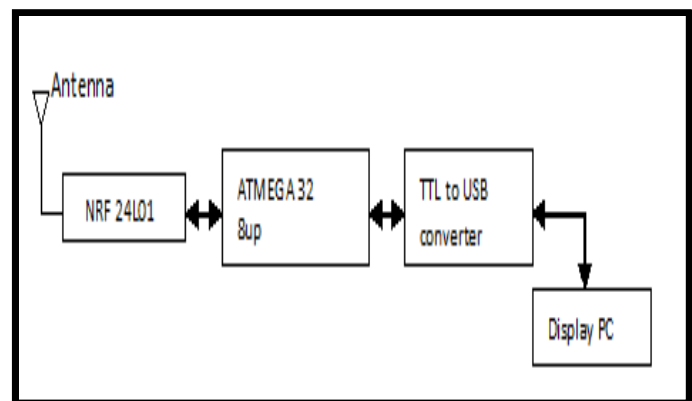 Antenna
NRF 24L01
ATMEGA 32
8up
TTL to USB
converter
Display PC